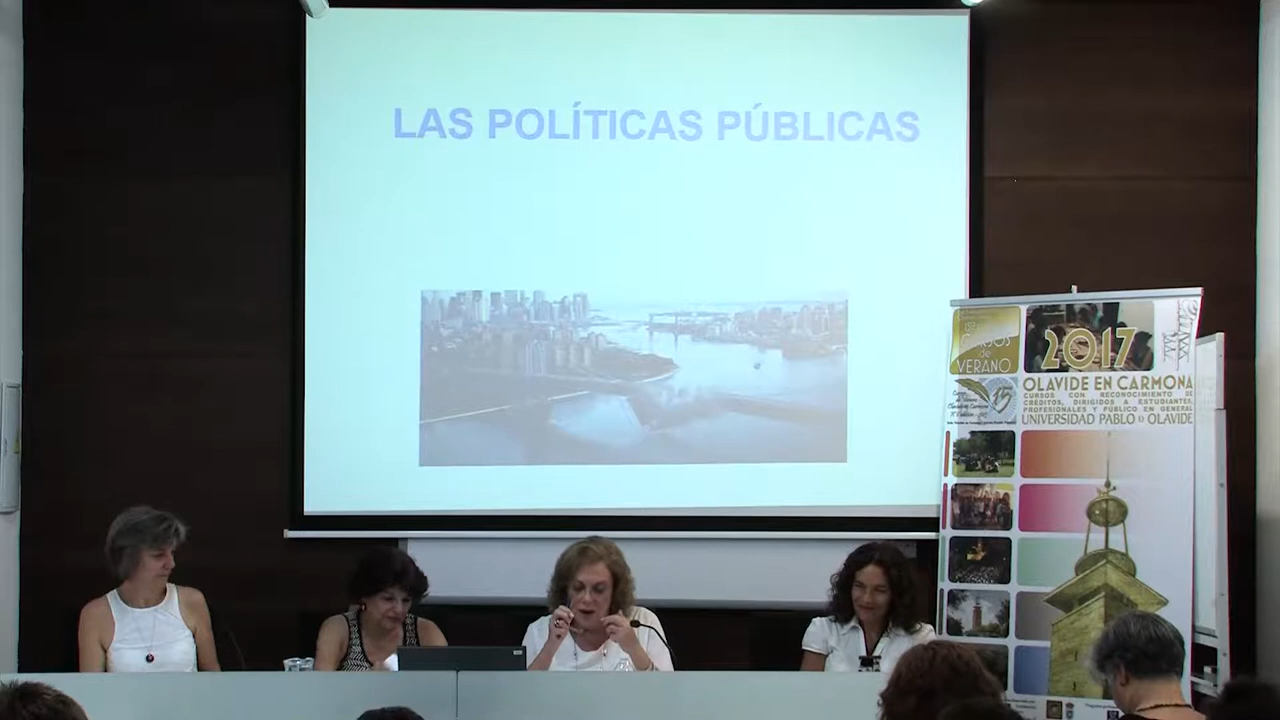 LAS POLÍTICAS PÚBLICAS
CURSOS
de
VERANO
2017
15
OLAVIDE EN CARMONA
CURSOS CON RECONOCIMIENTO DE
CRÉDITOS, DIRIGIDOS A ESTUDIANTES,
PROFESIONALES Y PÚBLICO EN GENERAL
UNIVERSIDAD PABLO D OLAVIDE